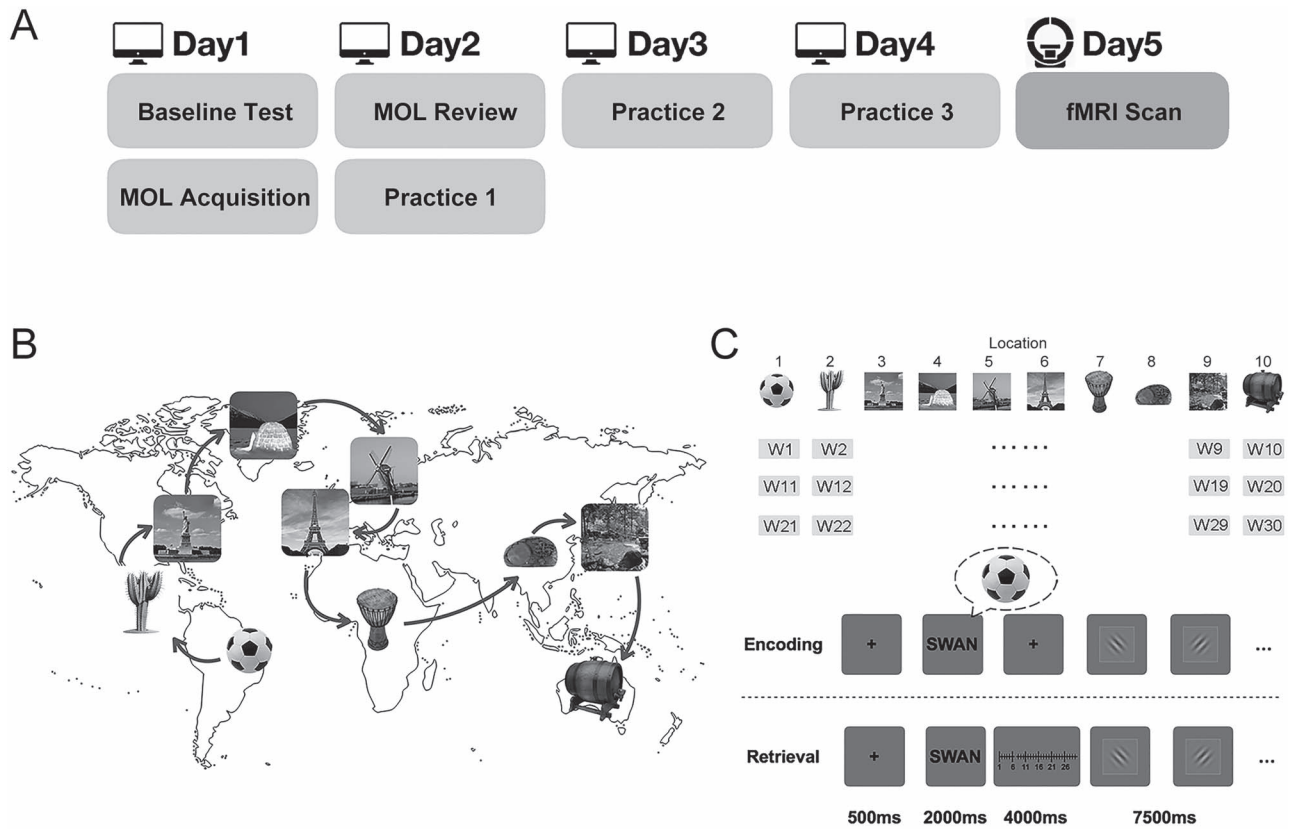 A
Day1 Day2 Day3 Day4 Day5
Baseline Test MOL Review Practice 2 Practice 3 fMRI Scan
MOL Acquisition Practice 1
B
C
Location
1 2 3 4 5 6 7 8 9 10
W1 W2 ...... W9 W10
W11 W12 ...... W19 W20
W21 W22 ...... W29 W30
Encoding + SWAN + ...
Retrieval + SWAN 1 6 11 16 21 26 ...
500ms 2000ms 4000ms 7500ms